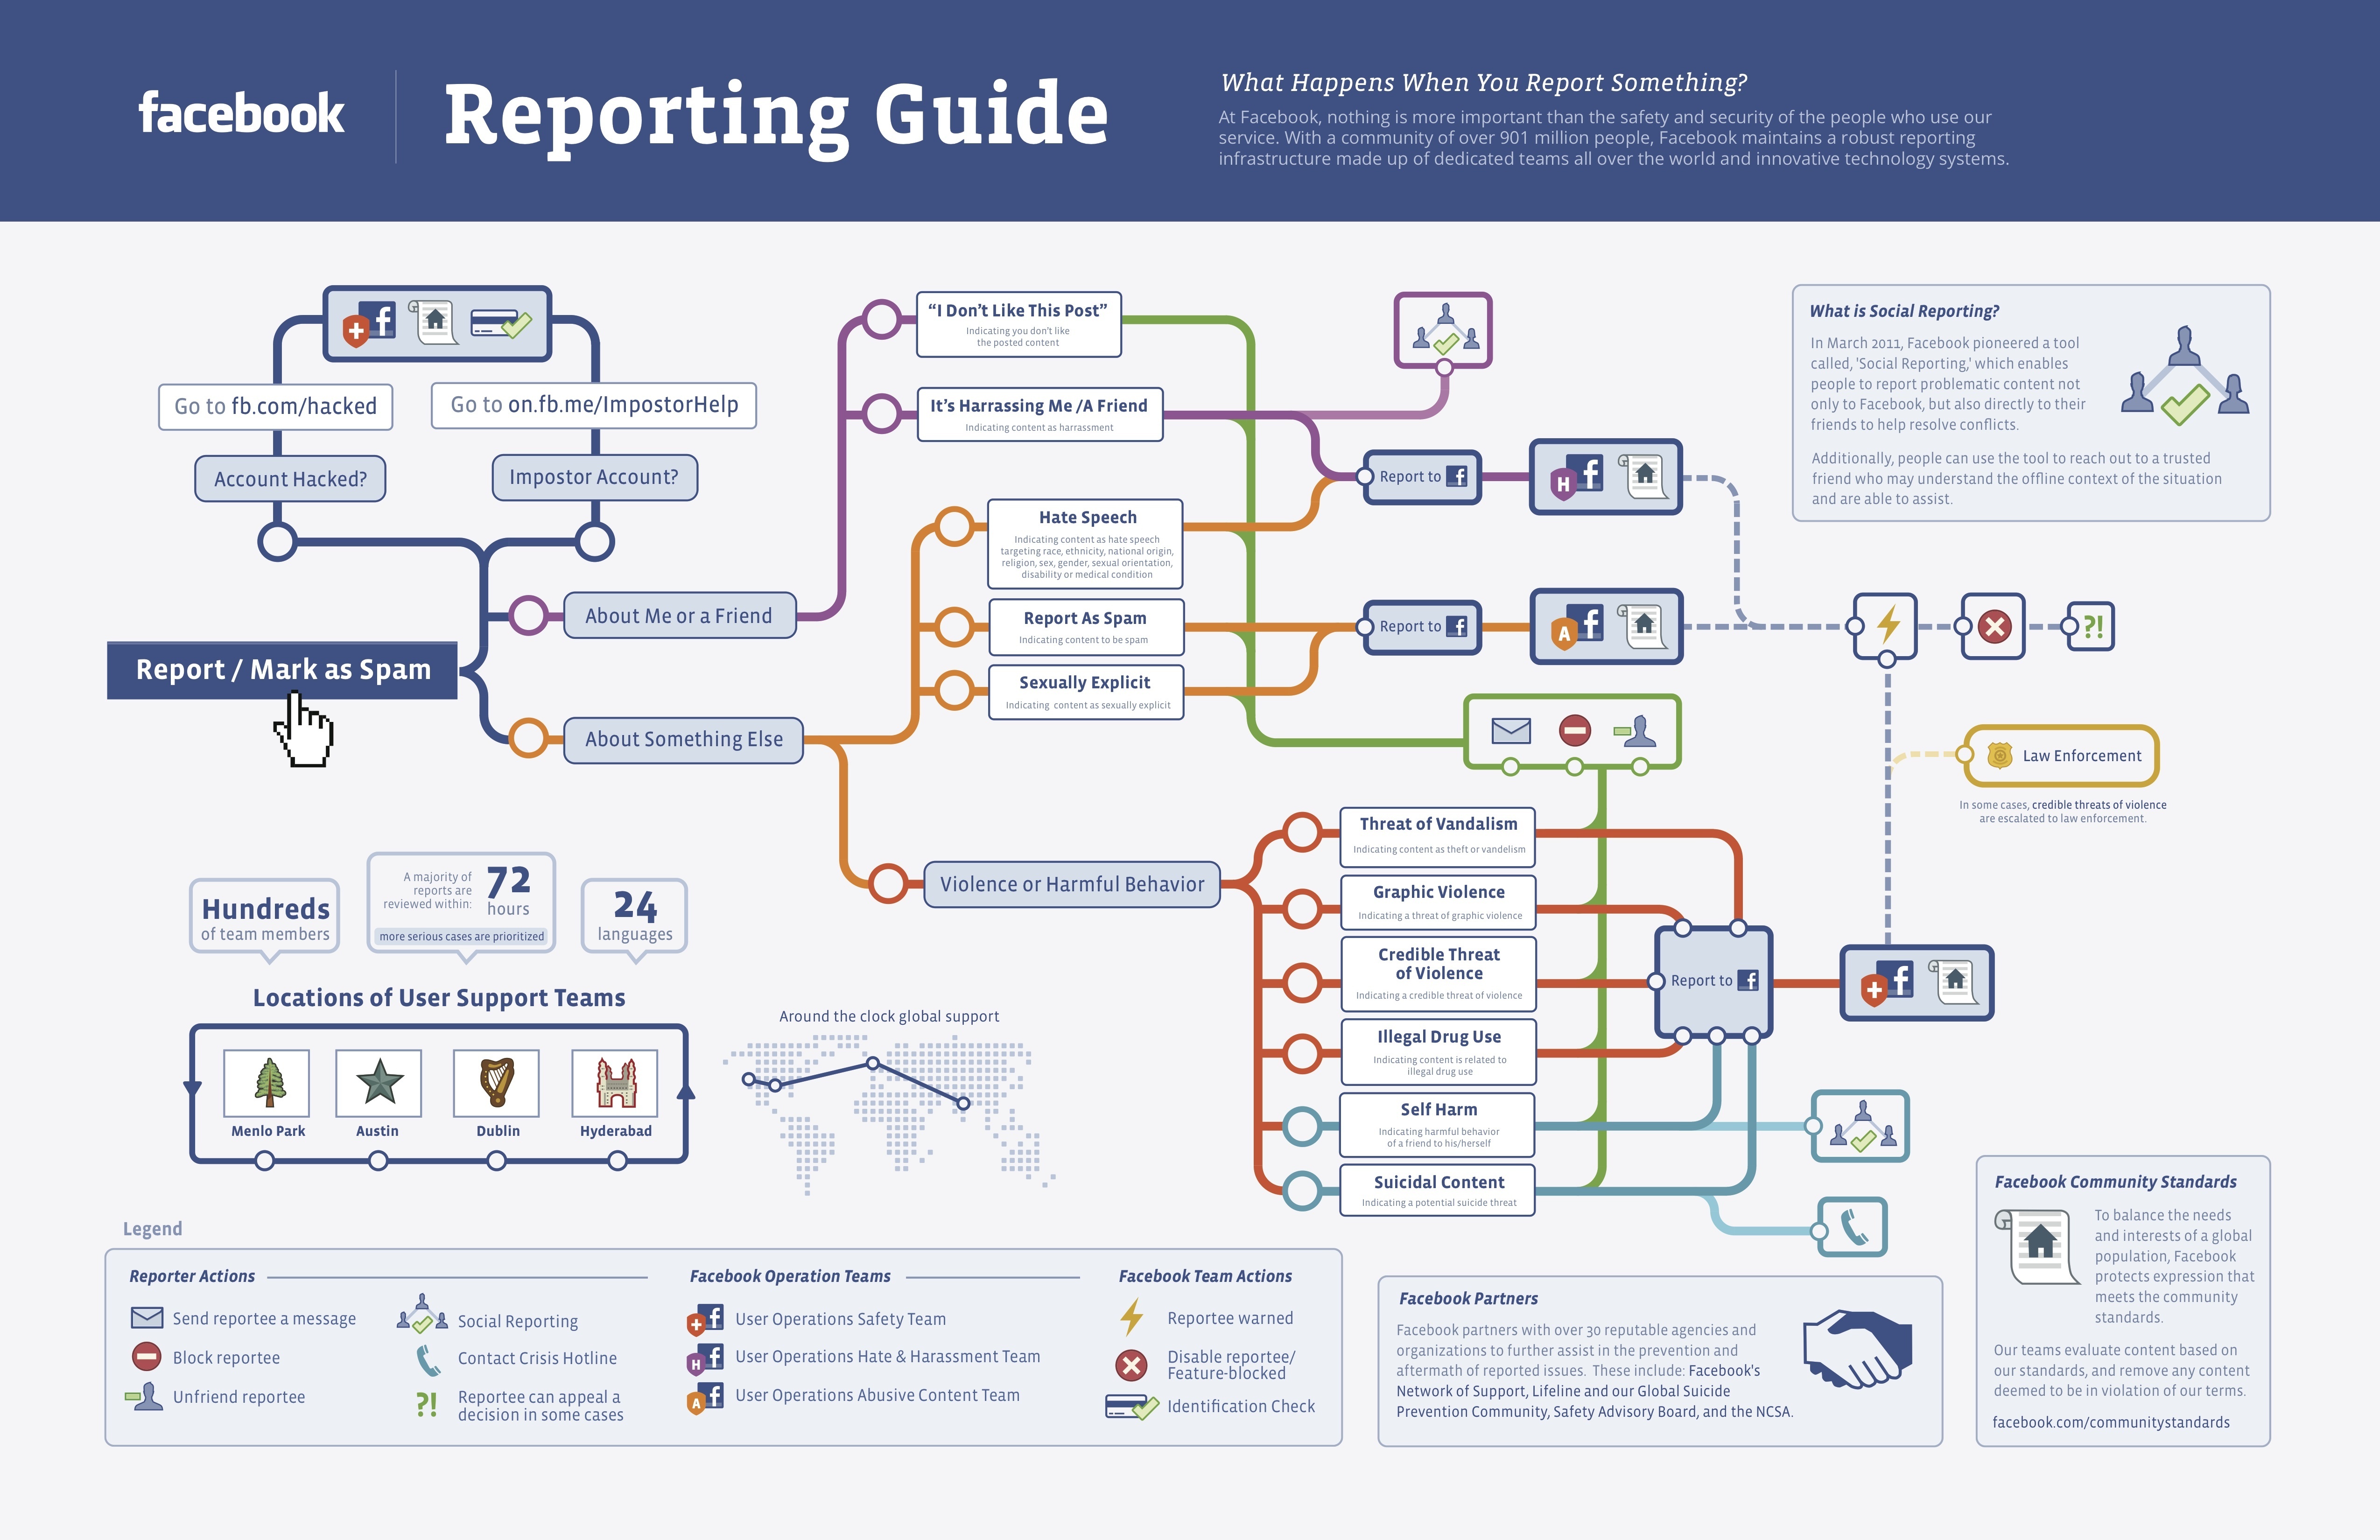 facebook
Reporting Guide
What Happens When You Report Something?
At Facebook, nothing is more important than the safety and security of the people who use our
service. With a community of over 901 million people, Facebook maintains a robust reporting
infrastructure made up of dedicated teams all over the world and innovative technology systems.
f
Go to fb.com/hacked
Go to on.fb.me/ImpostorHelp
Account Hacked?
Impostor Account?
Report / Mark as Spam
About Me or a Friend
About Something Else
“I Don’t Like This Post”
Indicating you don't like
the posted content
It’s Harrassing Me /A Friend
Indicating content as harrassment
Hate Speech
Indicating content as hate speech
targeting race, ethnicity, national origin,
religion, sex, gender, sexual orientation,
disability or medical condition
Report As Spam
Indicating content to be spam
Sexually Explicit
Indicating content as sexually explicit
Report to f
H f
Report to f
A f
?!
What is Social Reporting?
In March 2011, Facebook pioneered a tool
called, 'Social Reporting,' which enables
people to report problematic content not
only to Facebook, but also directly to their
friends to help resolve conflicts.
Additionally, people can use the tool to reach out to a trusted
friend who may understand the offline context of the situation
and are able to assist.
Law Enforcement
In some cases, credible threats of violence
are escalated to law enforcement.
Violence or Harmful Behavior
Threat of Vandalism
Indicating content as theft or vandelism
Graphic Violence
Indicating a threat of graphic violence
Credible Threat
of Violence
Indicating a credible threat of violence
Illegal Drug Use
Indicating content is related to
illegal drug use
Self Harm
Indicating harmful behavior
of a friend to his/herself
Suicidal Content
Indicating a potential suicide threat
Report to f
f
Hundreds
of team members
A majority of
reports are
reviewed within:
72
hours
more serious cases are prioritized
24
languages
Locations of User Support Teams
Menlo Park
Austin
Dublin
Hyderabad
Around the clock global support
Legend
Reporter Actions
Send reportee a message
Block reportee
Unfriend reportee
Social Reporting
Contact Crisis Hotline
?! Reportee can appeal a
decision in some cases
Facebook Operation Teams
f User Operations Safety Team
H f User Operations Hate & Harassment Team
A f User Operations Abusive Content Team
Facebook Team Actions
Reportee warned
Disable reportee/
Feature-blocked
Identification Check
Facebook Partners
Facebook partners with over 30 reputable agencies and
organizations to further assist in the prevention and
aftermath of reported issues. These include: Facebook's
Network of Support, Lifeline and our Global Suicide
Prevention Community, Safety Advisory Board, and the NCSA.
Facebook Community Standards
To balance the needs
and interests of a global
population, Facebook
protects expression that
meets the community
standards.
Our teams evaluate content based on
our standards, and remove any content
deemed to be in violation of our terms.
facebook.com/communitystandards